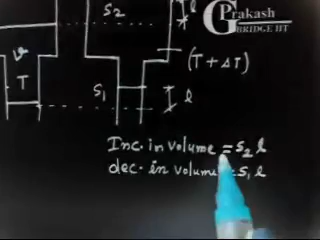 S2
l
Prakash
BRIDGE IIT
v
T
(T + ΔT)
S1
l
Inc. in volume = S2 l
dec. in volume = S1 l